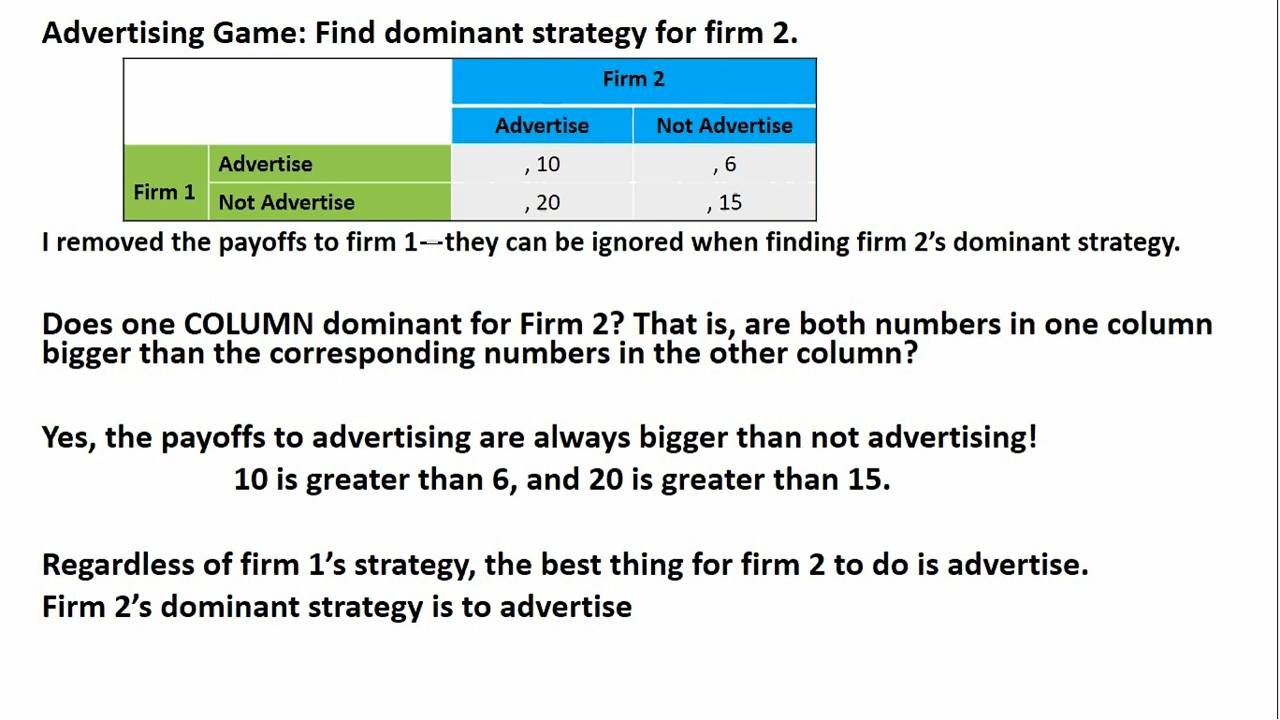 Advertising Game: Find dominant strategy for firm 2.
Firm 2
Advertise Not Advertise
Firm 1
Advertise , 10 , 6
Not Advertise , 20 , 15
I removed the payoffs to firm 1—they can be ignored when finding firm 2's dominant strategy.
Does one COLUMN dominant for Firm 2? That is, are both numbers in one column
bigger than the corresponding numbers in the other column?
Yes, the payoffs to advertising are always bigger than not advertising!
10 is greater than 6, and 20 is greater than 15.
Regardless of firm 1's strategy, the best thing for firm 2 to do is advertise.
Firm 2's dominant strategy is to advertise